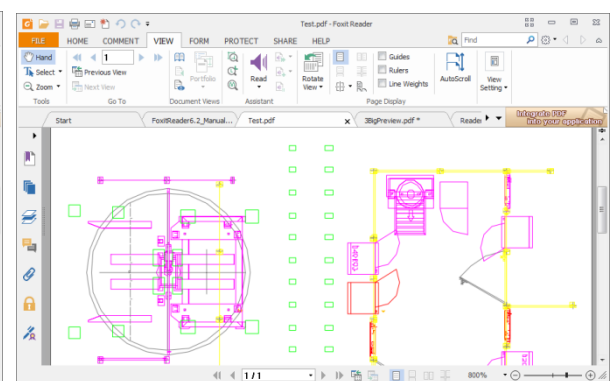 Test.pdf - Foxit Reader
FILE HOME COMMENT VIEW FORM PROTECT SHARE HELP Find
Hand 1 Guides
Select Previous View Portfolio Read Rotate View Rulers AutoScroll View Setting
Zoom Next View Line Weights
Tools Go To Document Views Assistant Page Display
Start FoxitReader6.2_Manual... Test.pdf x 3BigPreview.pdf * Reade Integrate PDF
into your application
1 / 1 800%